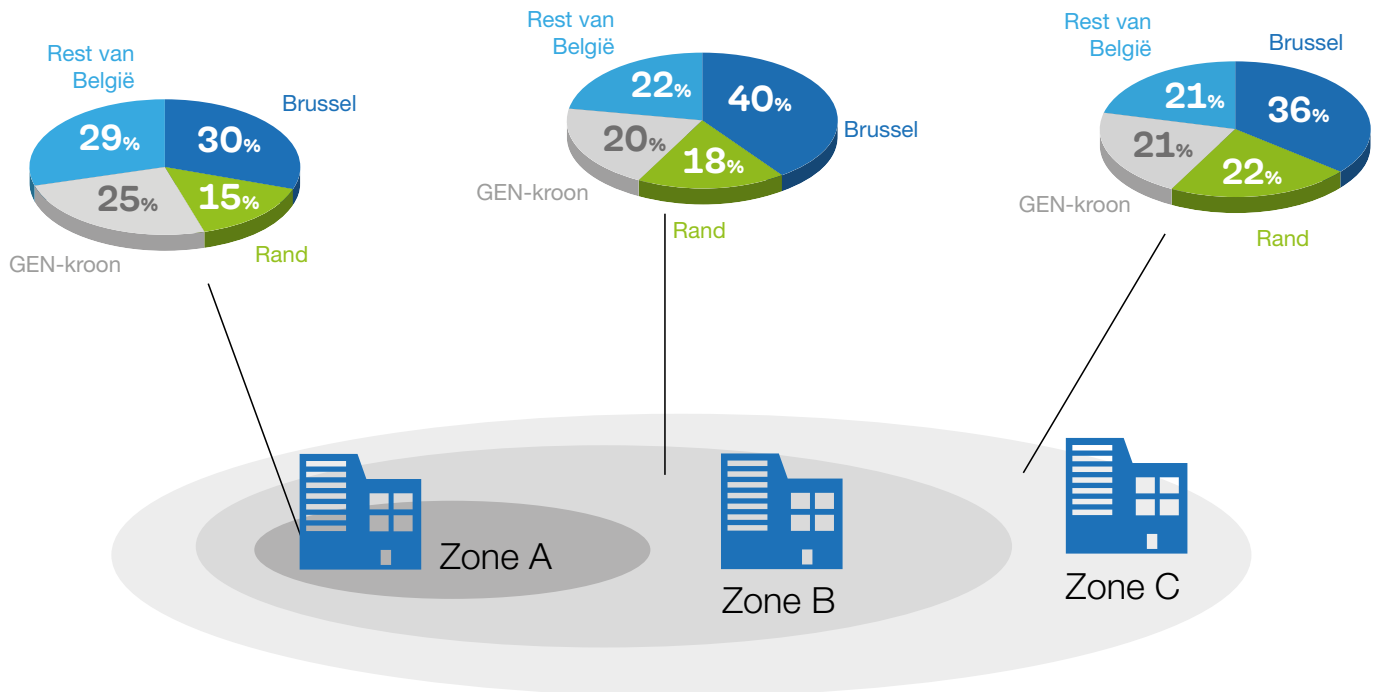 Rest van
België
Brussel
29%
30%
25%
15%
GEN-kroon
Rand
Rest van
België
22%
40%
Brussel
20%
18%
GEN-kroon
Rand
Rest van
België
Brussel
21%
36%
21%
22%
GEN-kroon
Rand
Zone A
Zone B
Zone C